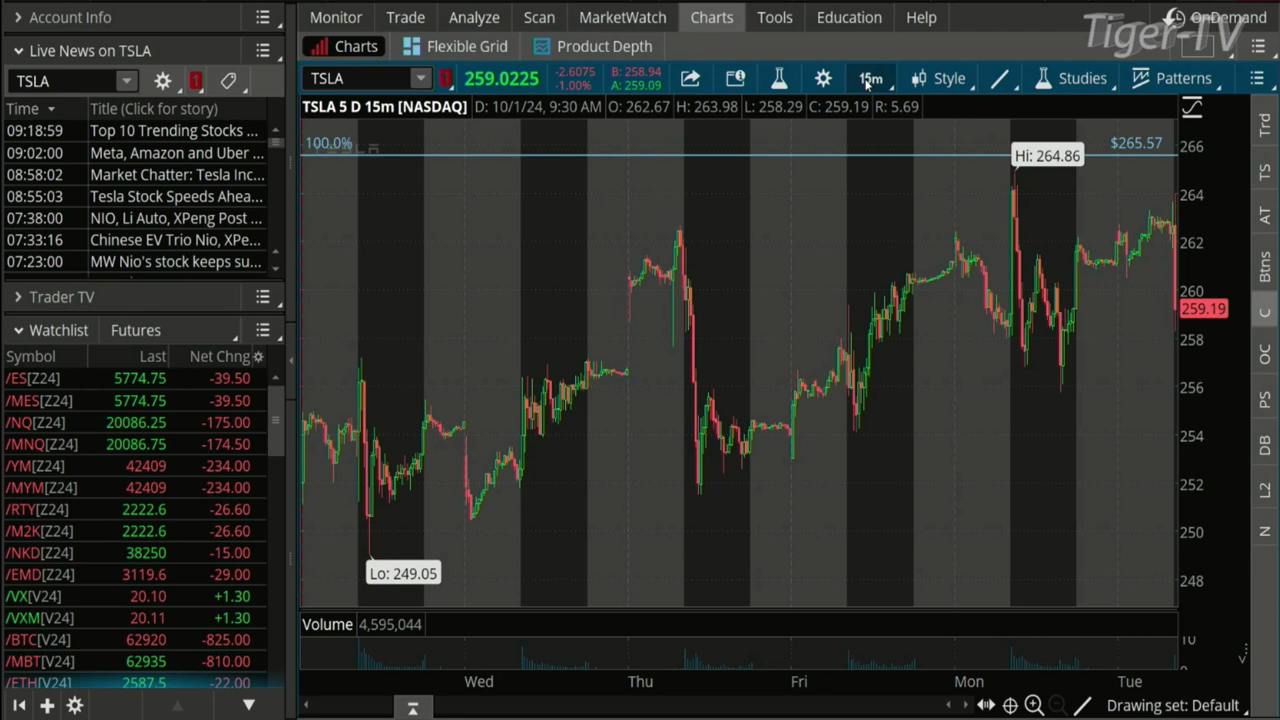 Account Info
Monitor Trade Analyze Scan MarketWatch Charts Tools Education Help
OnDemand
Tiger-TV
Live News on TSLA
Charts Flexible Grid Product Depth
TSLA 1
TSLA 1 259.0225 -2.6075 -1.00% B: 258.94 A: 259.09 15m Style Studies Patterns
Time Title (Click for story)
09:18:59 Top 10 Trending Stocks ...
09:02:00 Meta, Amazon and Uber ...
08:58:02 Market Chatter: Tesla Inc...
08:55:03 Tesla Stock Speeds Ahea...
07:38:00 NIO, Li Auto, XPeng Post ...
07:33:16 Chinese EV Trio Nio, XPe...
07:23:00 MW Nio's stock keeps su...
Trader TV
Watchlist Futures
Symbol Last Net Chng
/ES[Z24] 5774.75 -39.50
/MES[Z24] 5774.75 -39.50
/NQ[Z24] 20086.25 -175.00
/MNQ[Z24] 20086.75 -174.50
/YM[Z24] 42409 -234.00
/MYM[Z24] 42409 -234.00
/RTY[Z24] 2222.6 -26.60
/M2K[Z24] 2222.6 -26.60
/NKD[Z24] 38250 -15.00
/EMD[Z24] 3119.6 -29.00
/VX[V24] 20.10 +1.30
/VXM[V24] 20.11 +1.30
/BTC[V24] 62920 -825.00
/MBT[V24] 62935 -810.00
/ETH[V24] 2587.5 -22.00
TSLA 5 D 15m [NASDAQ] D: 10/1/24, 9:30 AM O: 262.67 H: 263.98 L: 258.29 C: 259.19 R: 5.69
100.0%
$265.57
Hi: 264.86
Lo: 249.05
266
264
262
260
259.19
258
256
254
252
250
248
Volume 4,595,044
10
0
Wed Thu Fri Mon Tue
Drawing set: Default
Trd
TS
AT
Btns
C
OC
PS
DB
L2
N